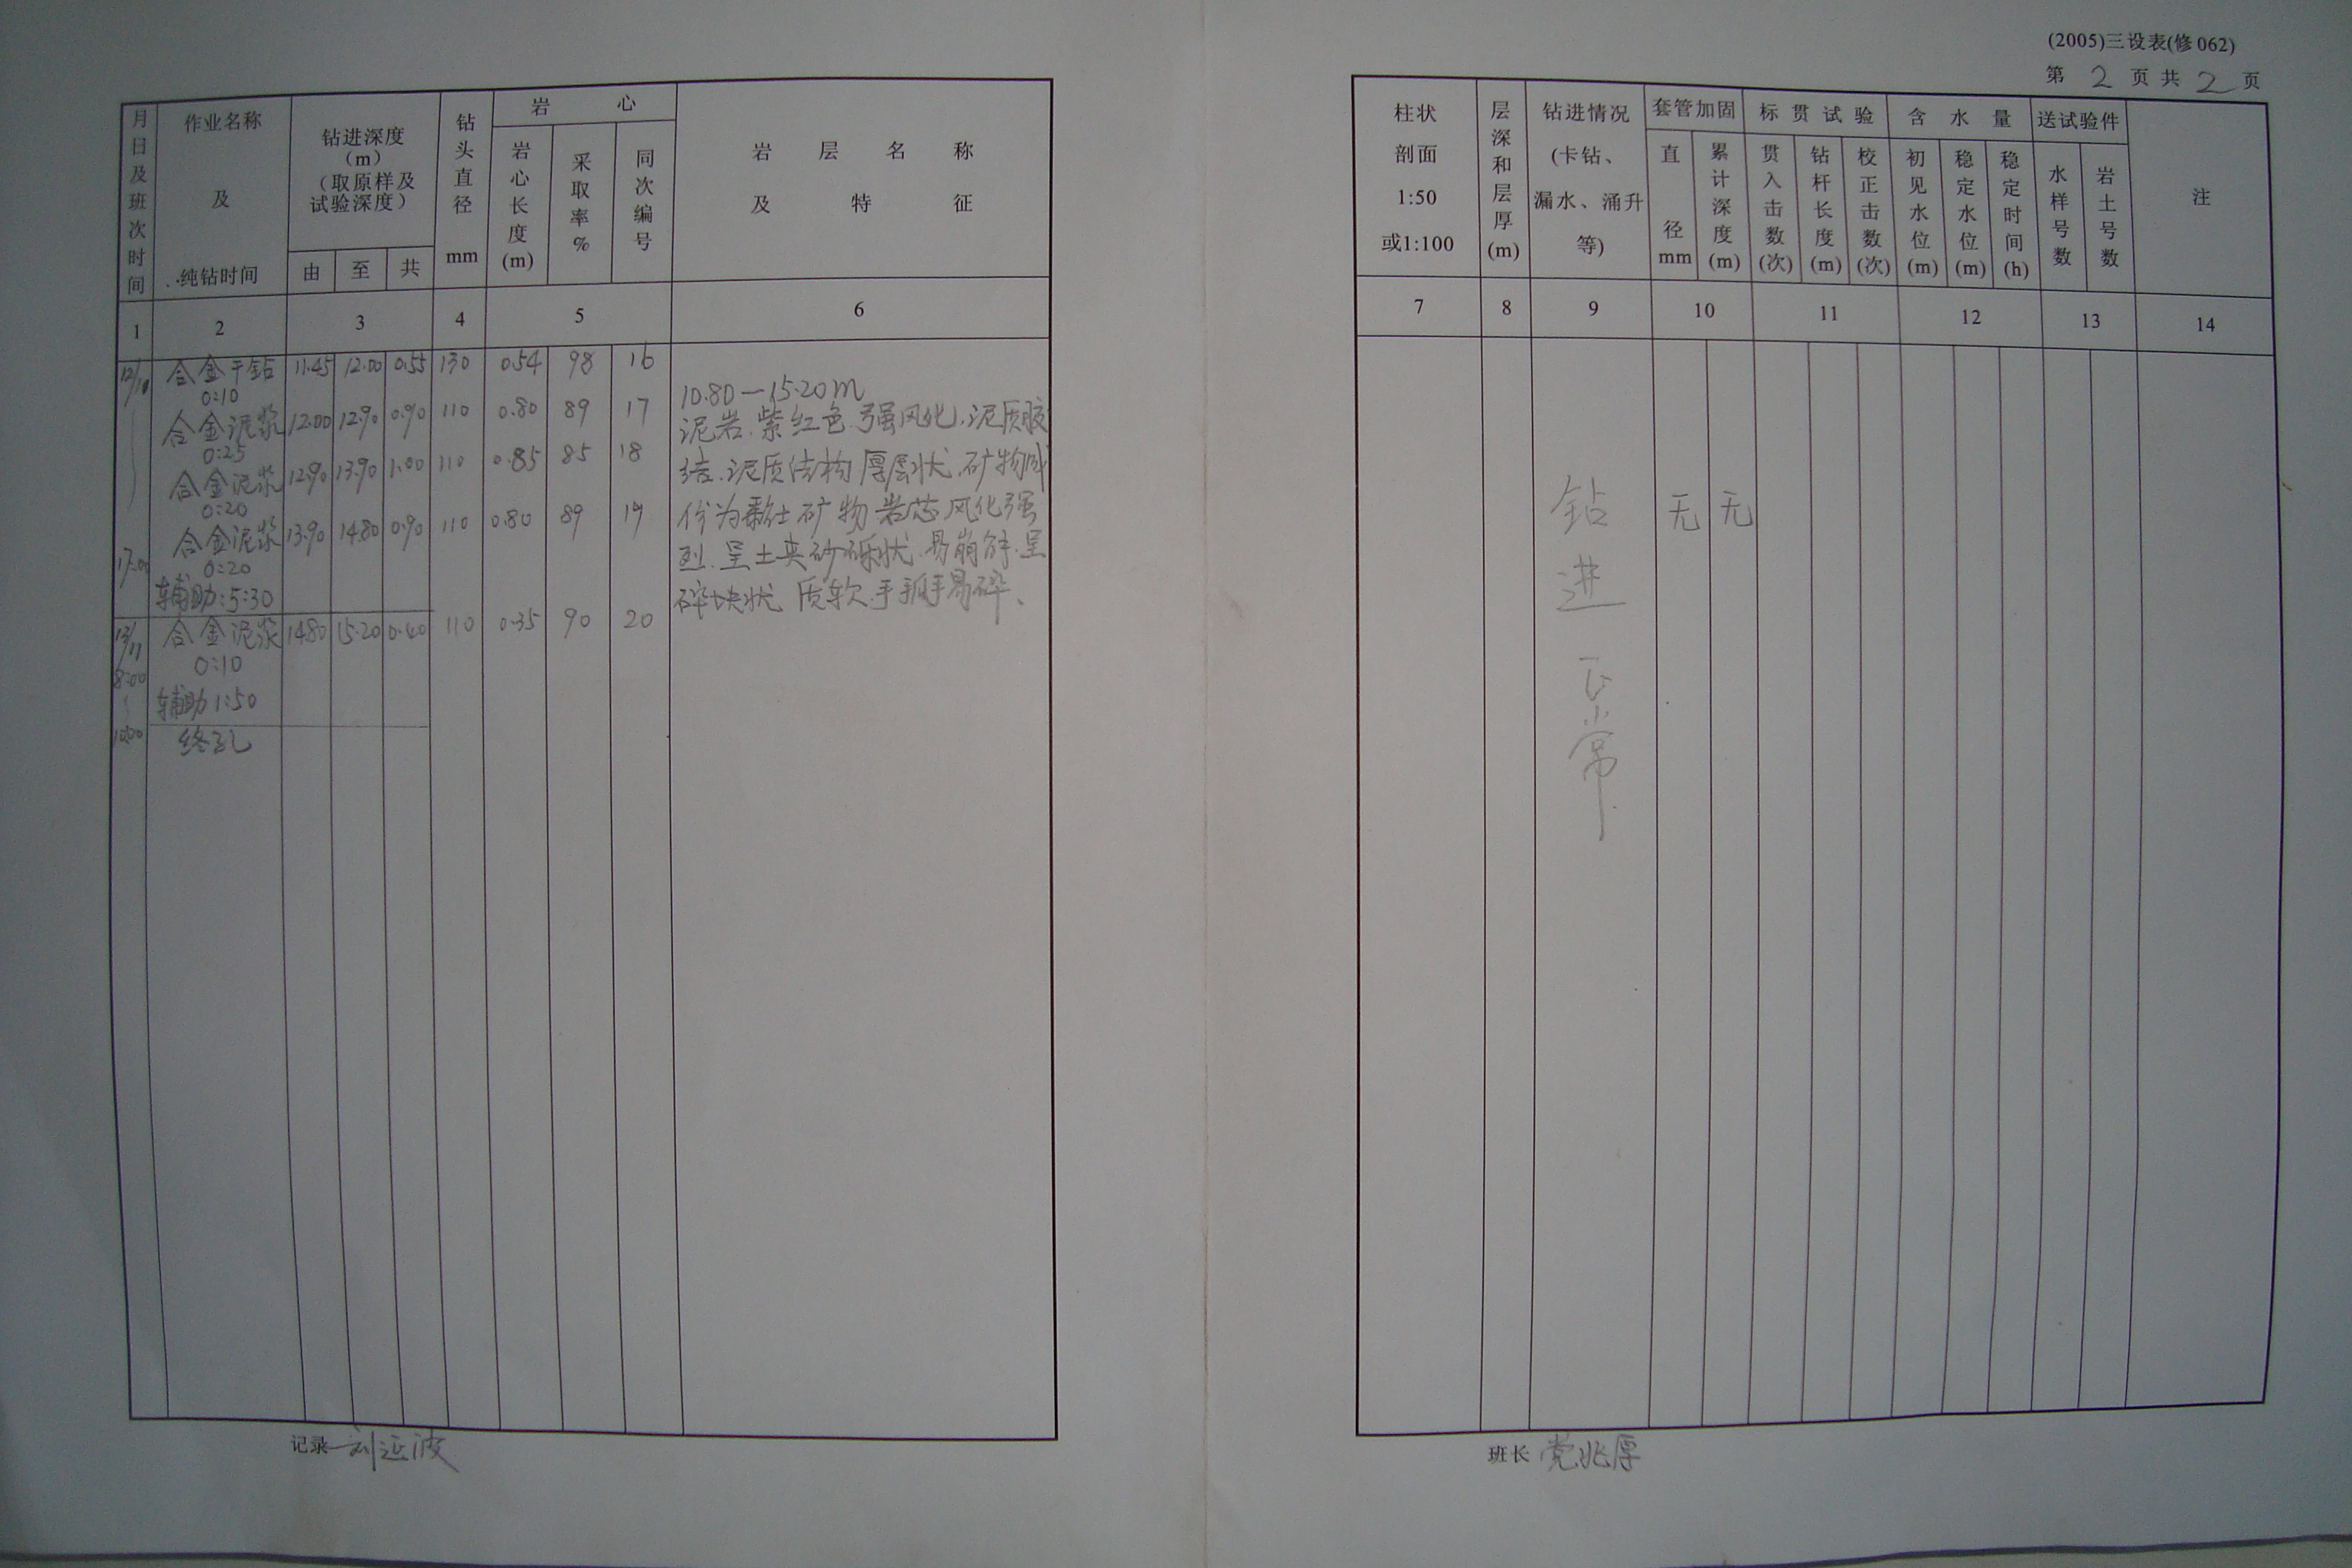 (2005)三设表(修 062)
第 2 页 共 2 页
月日及班次时间
作业名称
及
纯钻时间
钻进深度
(m)
(取原样及
试验深度)
由 至 共
钻头直径 mm
岩 心
岩心长度(m) 采取率% 同次编号
岩 层 名 称
及 特 征
柱状
剖面
1:50
或1:100
层深和层厚(m)
钻进情况
(卡钻、
漏水、涌升
等)
套管加固
直径mm 累计深度(m)
标 贯 试 验
贯入击数(次) 钻杆长度(m) 校正击数(次)
含 水 量
初见水位(m) 稳定水位(m) 稳定时间(h)
送试验件
水样号数 岩土号数
注
1 2 3 4 5 6 7 8 9 10 11 12 13 14
合金干钻 11.45 12.00 0.55 130 0.54 98 16
0:10
合金泥浆 12.00 12.90 0.90 110 0.80 89 17
0:25
合金泥浆 12.90 13.90 1.00 110 0.85 85 18
0:20
合金泥浆 13.90 14.80 0.90 110 0.80 89 19
0:20
17:00
辅助:5:30
13/11 合金泥浆 14.80 15.20 0.40 110 0.35 90 20
0:10
8:00
辅助1:50
10:00 终孔
10.80—15.20m
泥岩.紫红色.强风化.泥质胶
结.泥质结构 厚层状.矿物成
份为黏土矿物 岩芯风化强
烈.呈土夹砂砾状.易崩解.呈
碎块状 质软.手掰易碎、
钻进正常
无 无
记录 刘延波
班长 党兆厚